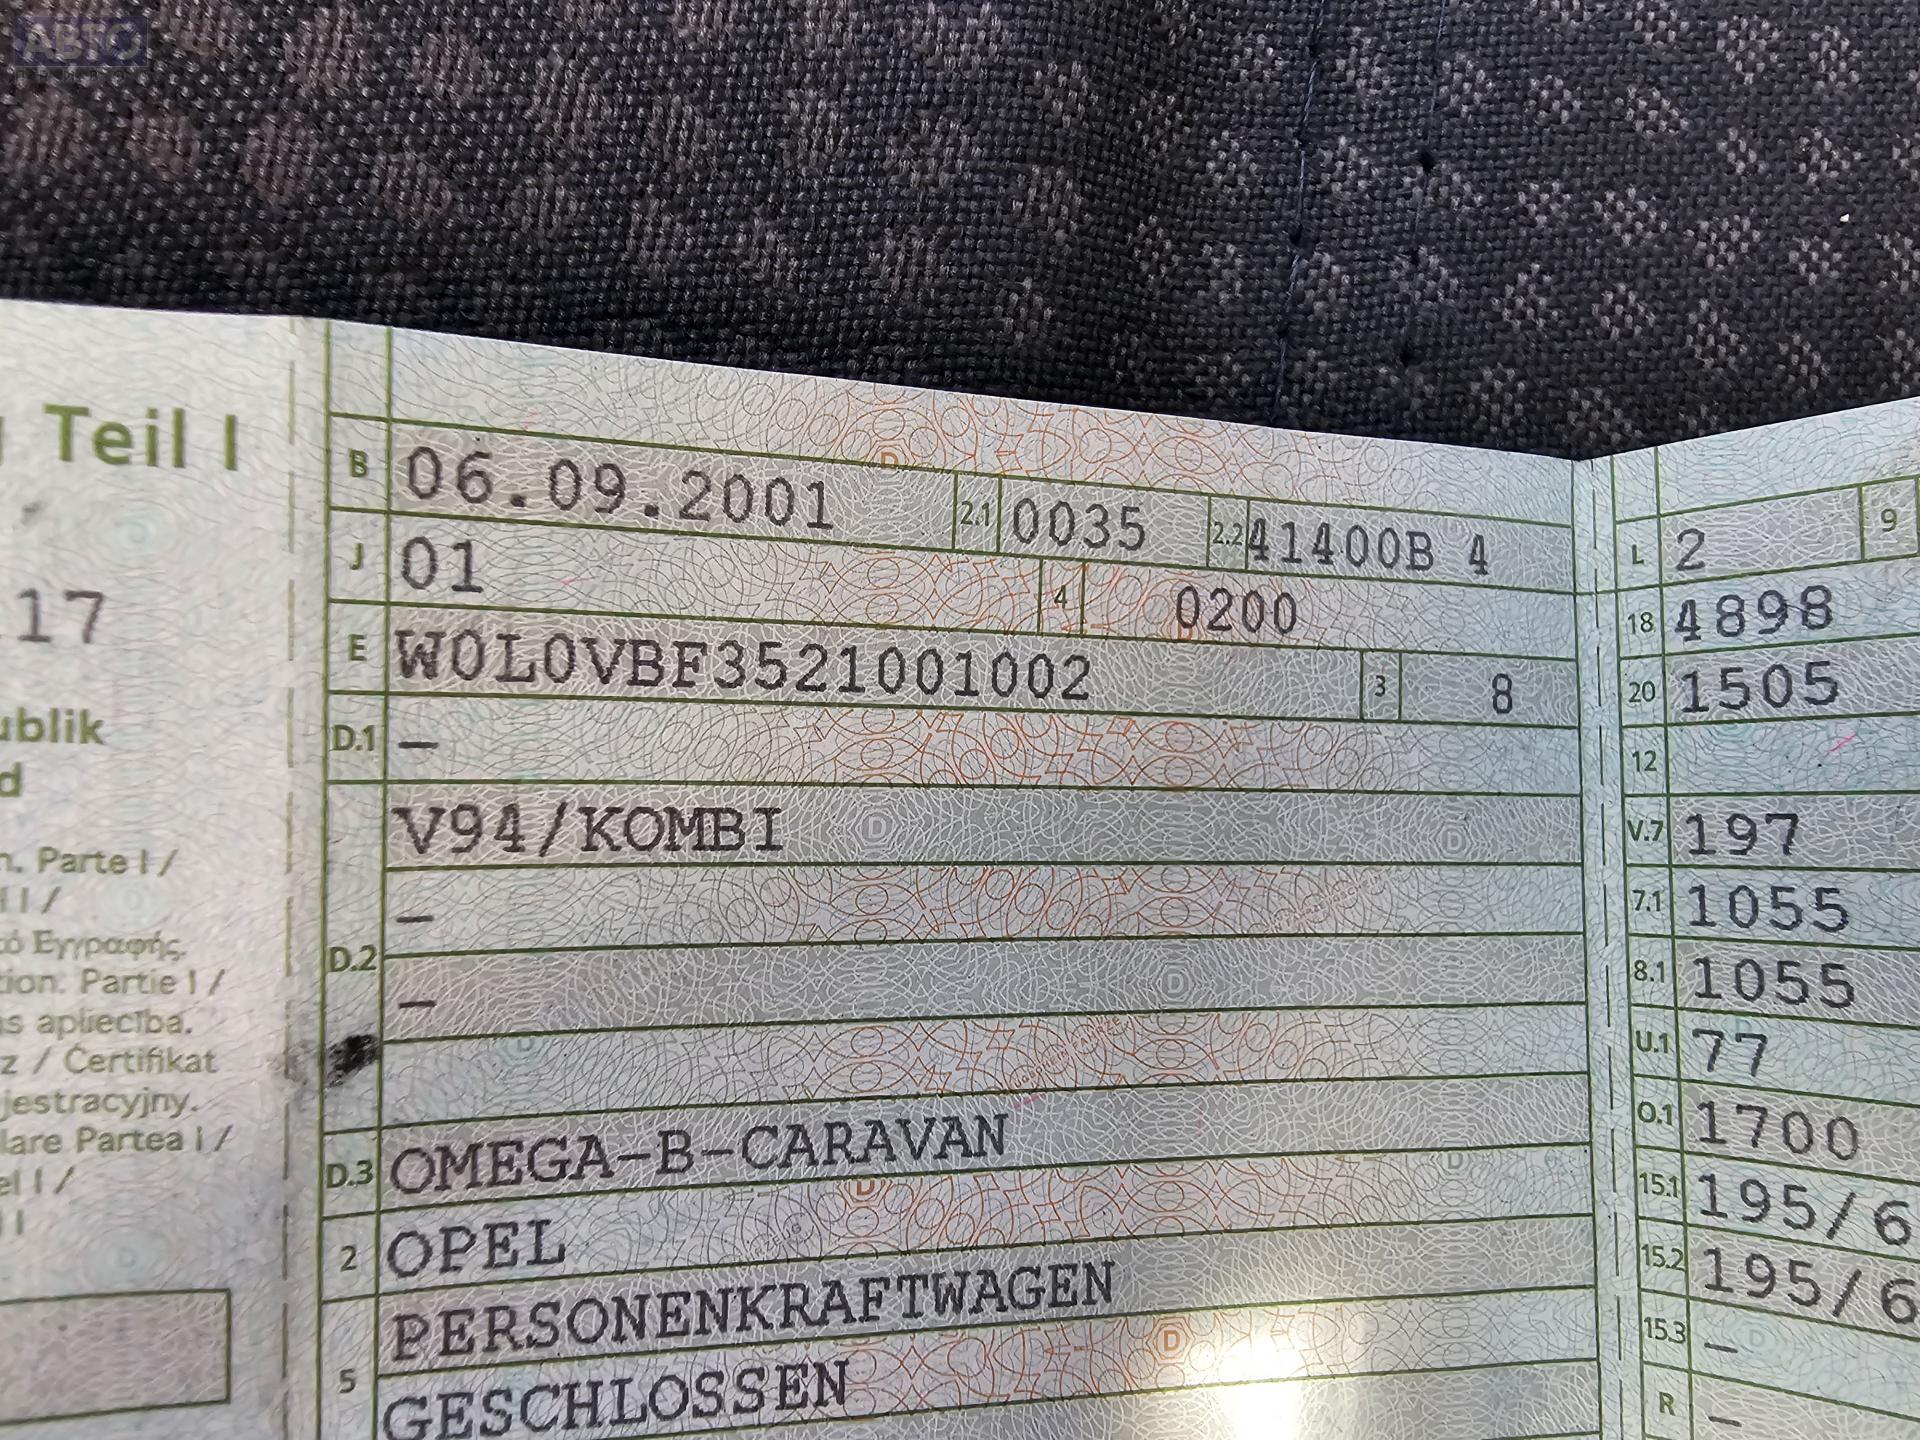 АВТО
ПРИВОЗ
Teil I
B 06.09.2001 2.1 0035 2.2 41400B 4
J 01 4 0200
E W0L0VBF3521001002 3 8
D.1 –
V94/KOMBI
–
D.2
–
D.3 OMEGA-B-CARAVAN
2 OPEL
PERSONENKRAFTWAGEN
5
GESCHLOSSEN
17
ublik
d
n. Parte I /
l I /
Εγγραφής.
tion. Partie I /
as apliecība.
z / Certifikat
jestracyjny.
lare Partea I /
el I /
l I
L 2 9
18 4898
20 1505
12
V.7 197
7.1 1055
8.1 1055
U.1 77
O.1 1700
15.1 195/6
15.2 195/6
15.3 –
R –